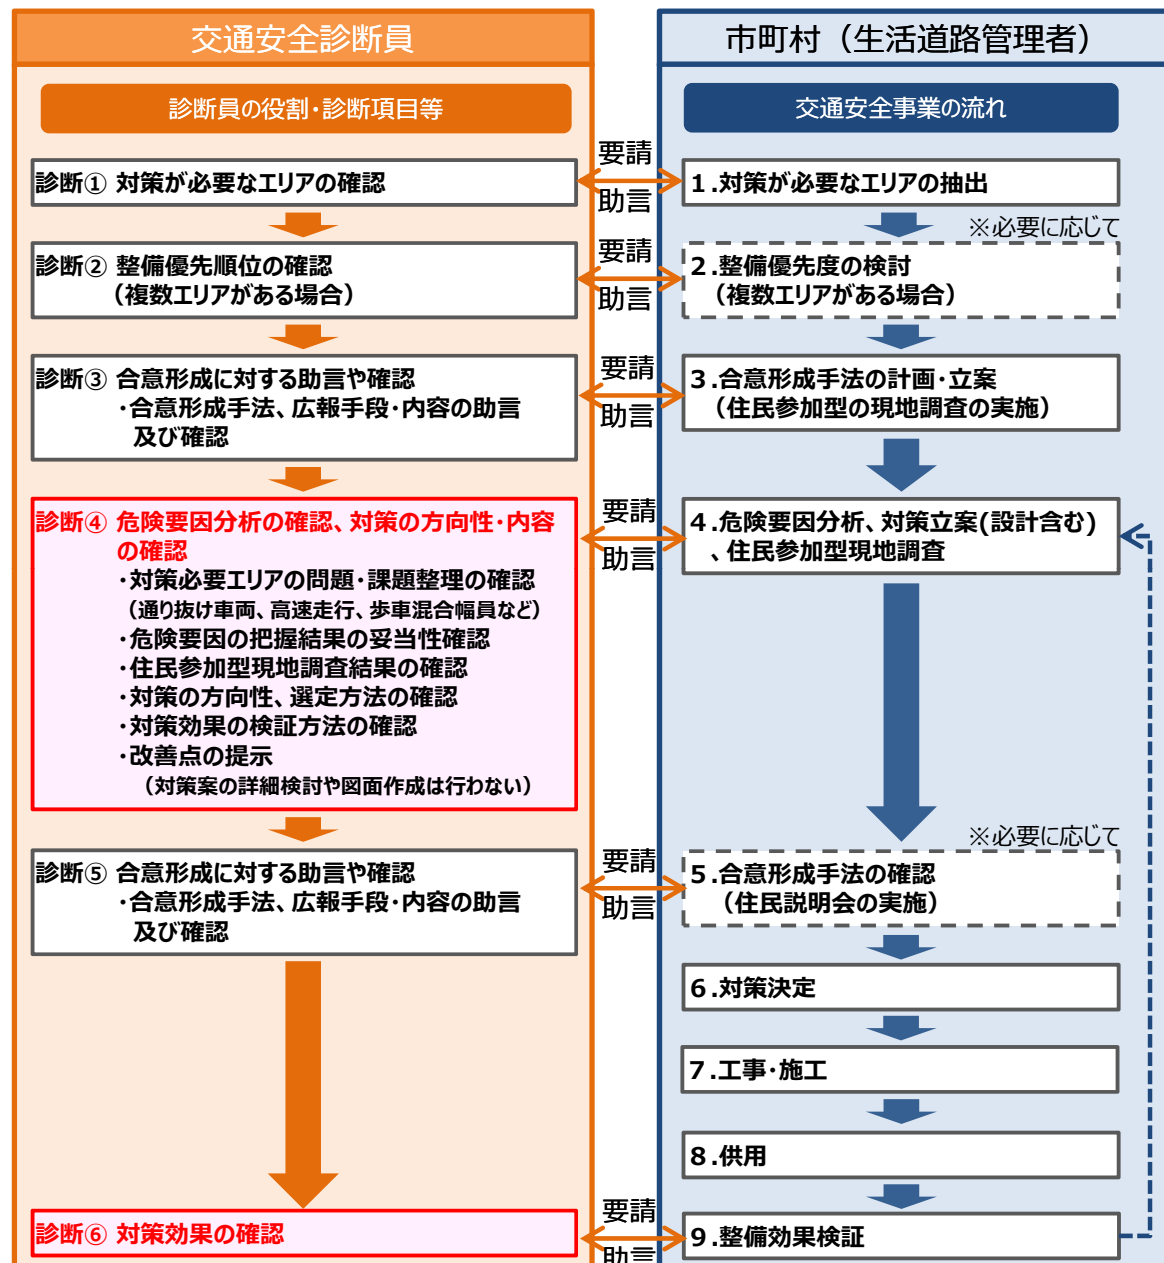 交通安全診断員
診断員の役割・診断項目等
診断① 対策が必要なエリアの確認
診断② 整備優先順位の確認
（複数エリアがある場合）
診断③ 合意形成に対する助言や確認
・合意形成手法、広報手段・内容の助言
及び確認
診断④ 危険要因分析の確認、対策の方向性・内容
の確認
・対策必要エリアの問題・課題整理の確認
（通り抜け車両、高速走行、歩車混合幅員など）
・危険要因の把握結果の妥当性確認
・住民参加型現地調査結果の確認
・対策の方向性、選定方法の確認
・対策効果の検証方法の確認
・改善点の提示
（対策案の詳細検討や図面作成は行わない）
診断⑤ 合意形成に対する助言や確認
・合意形成手法、広報手段・内容の助言
及び確認
診断⑥ 対策効果の確認
要請
助言
要請
助言
要請
助言
要請
助言
要請
助言
要請
助言
市町村（生活道路管理者）
交通安全事業の流れ
１.対策が必要なエリアの抽出
※必要に応じて
２.整備優先度の検討
（複数エリアがある場合）
３.合意形成手法の計画・立案
（住民参加型の現地調査の実施）
４.危険要因分析、対策立案(設計含む)
、住民参加型現地調査
※必要に応じて
５.合意形成手法の確認
（住民説明会の実施）
６.対策決定
７.工事・施工
８.供用
９.整備効果検証